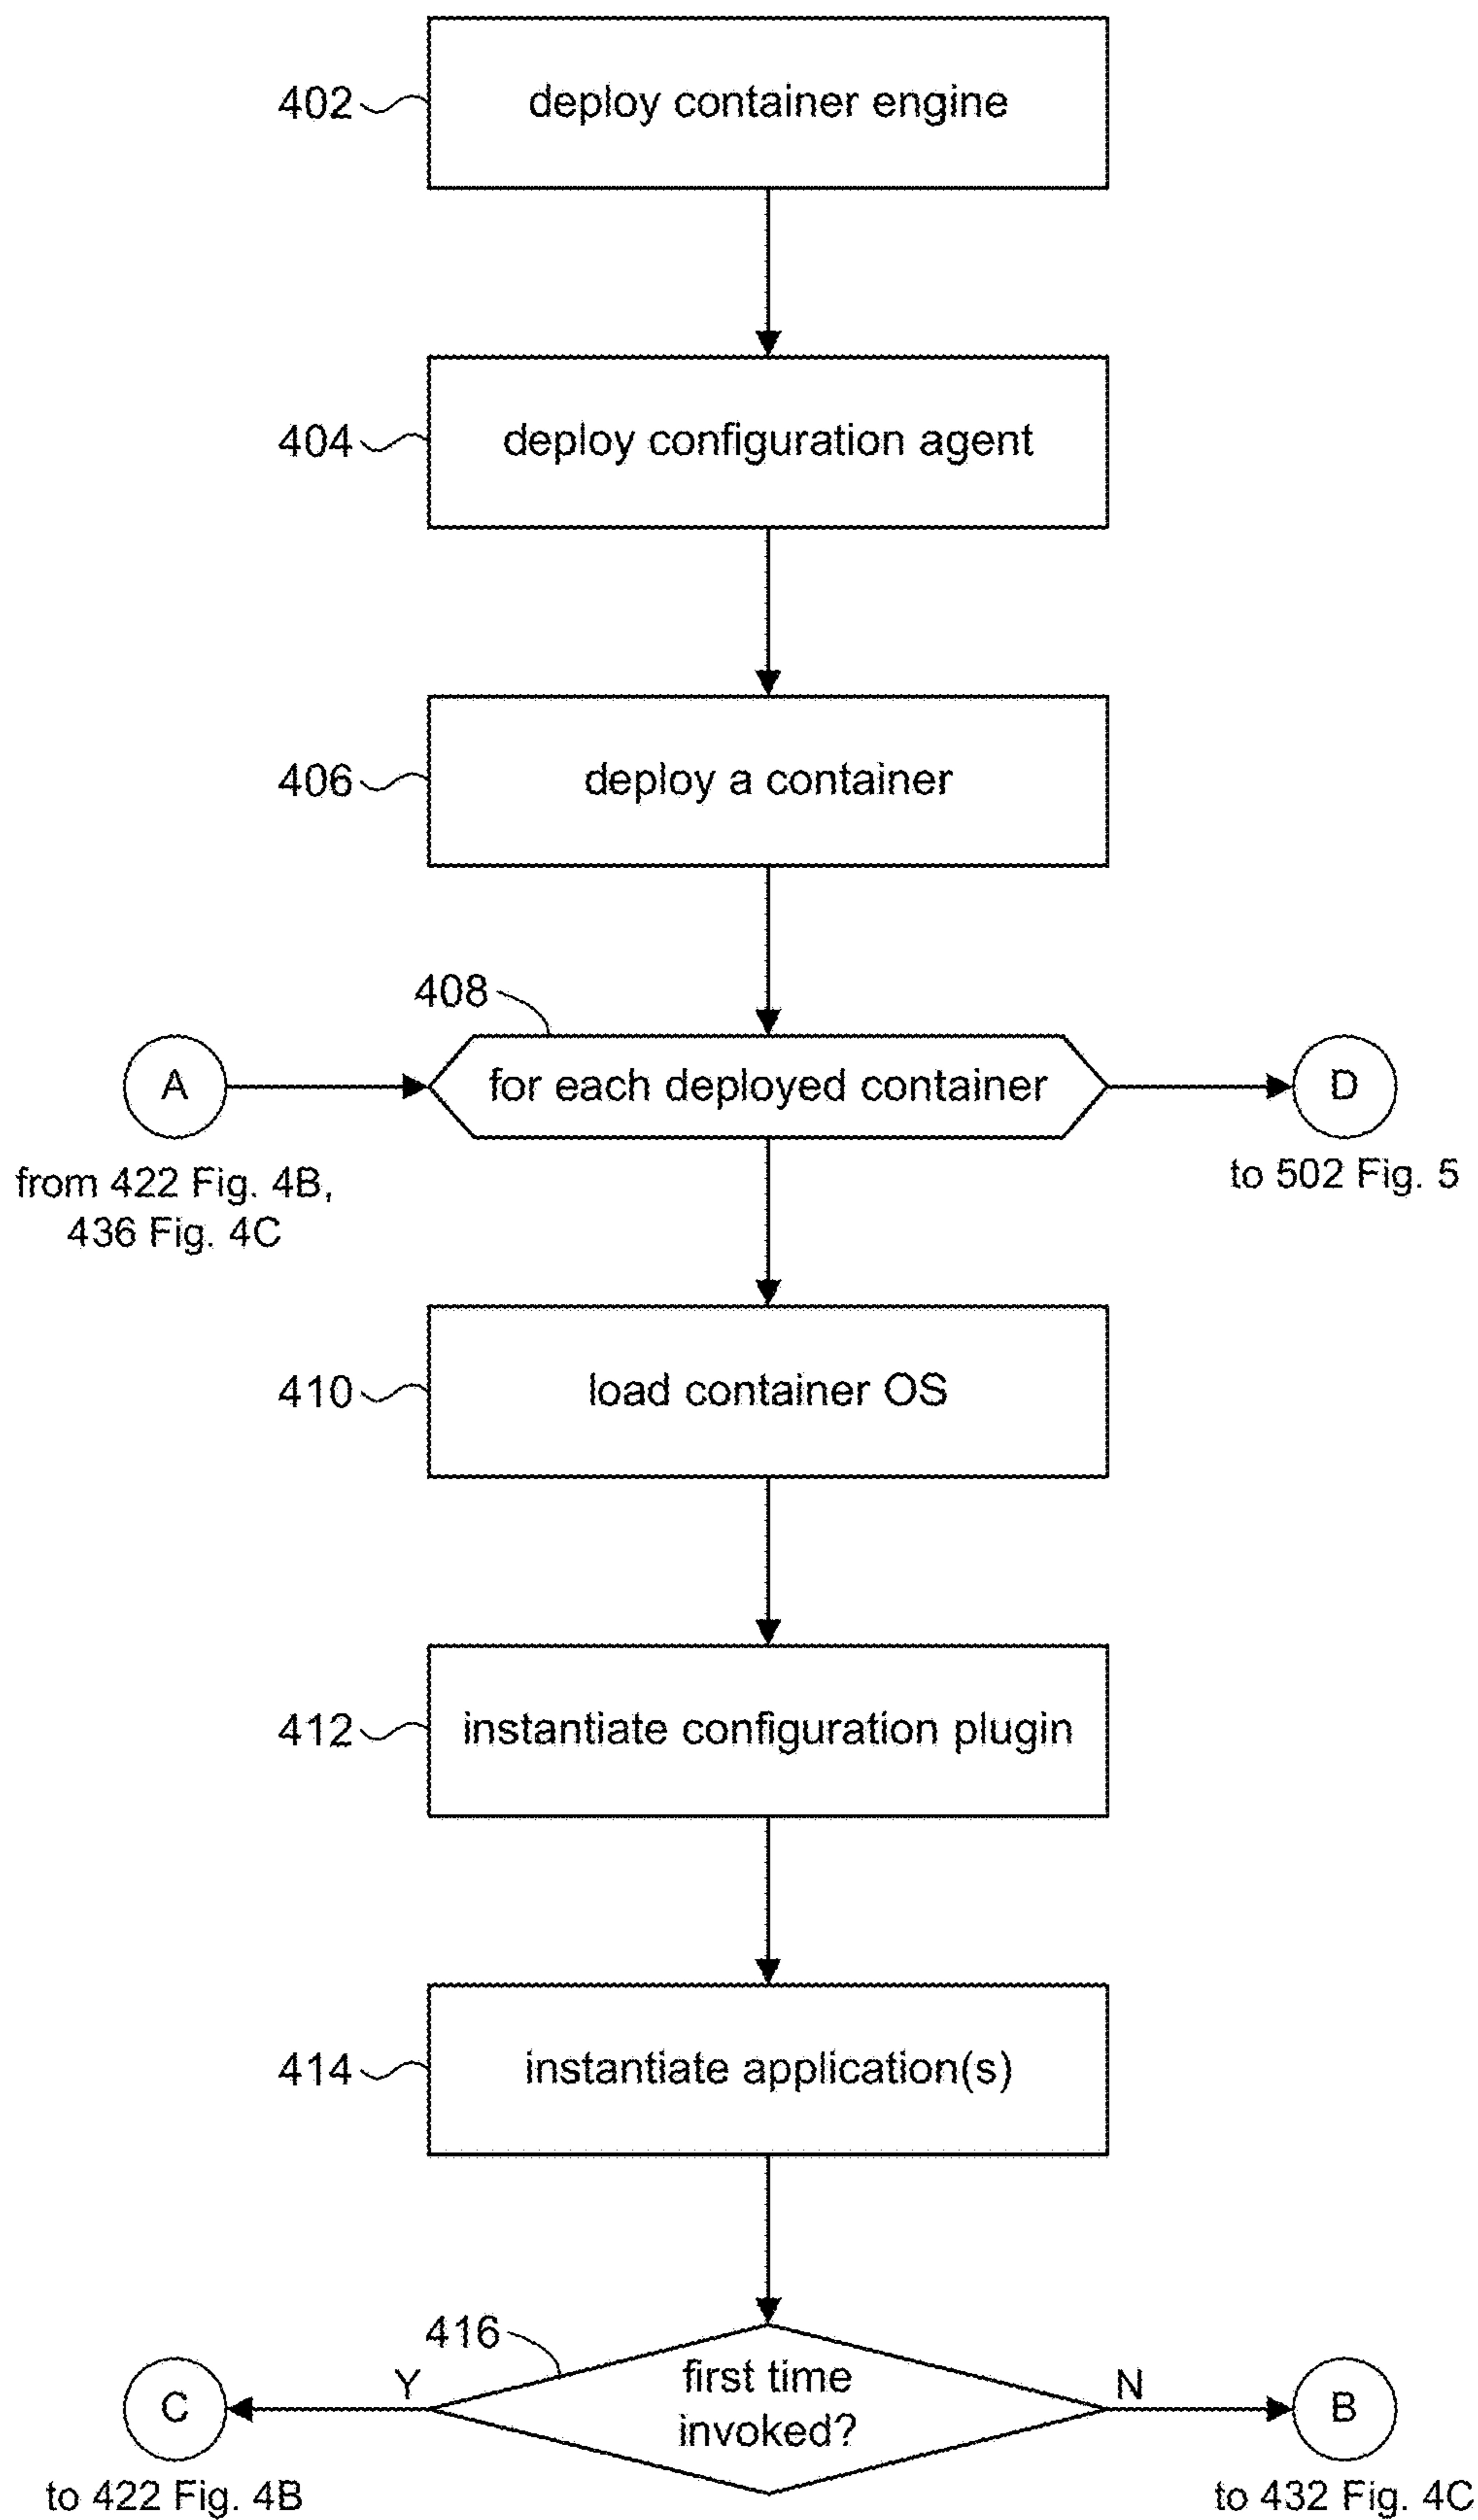 402
deploy container engine
404
deploy configuration agent
406
deploy a container
408
A
for each deployed container
D
from 422 Fig. 4B,
436 Fig. 4C
to 502 Fig. 5
410
load container OS
412
instantiate configuration plugin
414
instantiate application(s)
416
Y
first time
invoked?
N
C
B
to 422 Fig. 4B
to 432 Fig. 4C